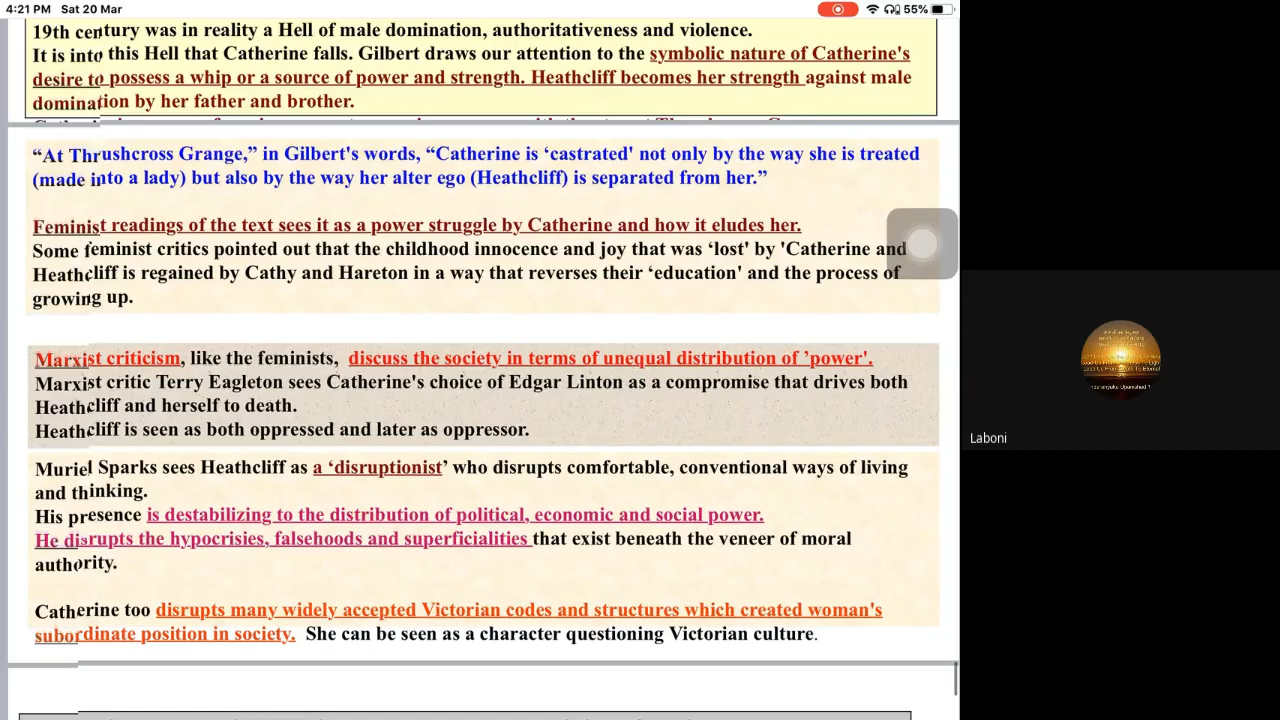 4:21 PM Sat 20 Mar
55%
19th century was in reality a Hell of male domination, authoritativeness and violence.
It is into this Hell that Catherine falls. Gilbert draws our attention to the symbolic nature of Catherine's
desire to possess a whip or a source of power and strength. Heathcliff becomes her strength against male
domination by her father and brother.
“At Thrushcross Grange,” in Gilbert's words, “Catherine is ‘castrated' not only by the way she is treated
(made into a lady) but also by the way her alter ego (Heathcliff) is separated from her.”
Feminist readings of the text sees it as a power struggle by Catherine and how it eludes her.
Some feminist critics pointed out that the childhood innocence and joy that was ‘lost' by 'Catherine and
Heathcliff is regained by Cathy and Hareton in a way that reverses their ‘education' and the process of
growing up.
Marxist criticism, like the feminists, discuss the society in terms of unequal distribution of ’power'.
Marxist critic Terry Eagleton sees Catherine's choice of Edgar Linton as a compromise that drives both
Heathcliff and herself to death.
Heathcliff is seen as both oppressed and later as oppressor.
Muriel Sparks sees Heathcliff as a ‘disruptionist’ who disrupts comfortable, conventional ways of living
and thinking.
His presence is destabilizing to the distribution of political, economic and social power.
He disrupts the hypocrisies, falsehoods and superficialities that exist beneath the veneer of moral
authority.
Catherine too disrupts many widely accepted Victorian codes and structures which created woman's
subordinate position in society. She can be seen as a character questioning Victorian culture.
Laboni